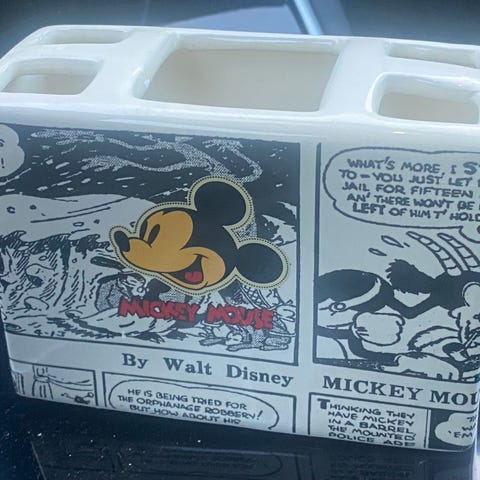 !
WHAT'S MORE, I
TO - YOU JUST LET
JAIL FOR FIFTEEN
AN' THERE WON'T BE
LEFT OF HIM T' HOLD
MICKEY MOUSE
By Walt Disney
MICKEY MOU
HE IS BEING TRIED FOR
THE ORPHANAGE ROBBERY!
BUT HOW ABOUT HIS
THINKING THEY
HAVE MICKEY
IN A BARREL,
THE MOUNTED
POLICE ARE
'EM